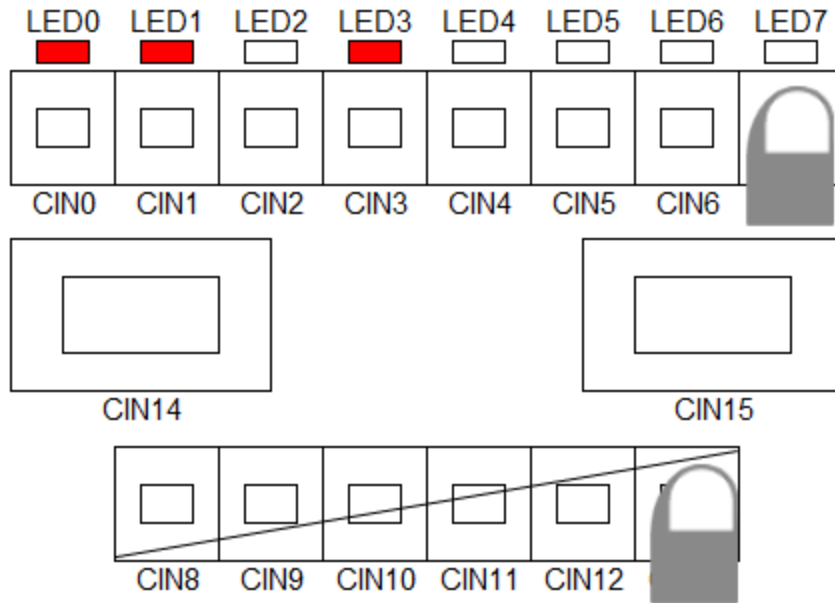 LED0 LED1 LED2 LED3 LED4 LED5 LED6 LED7
CIN0 CIN1 CIN2 CIN3 CIN4 CIN5 CIN6
CIN14 CIN15
CIN8 CIN9 CIN10 CIN11 CIN12